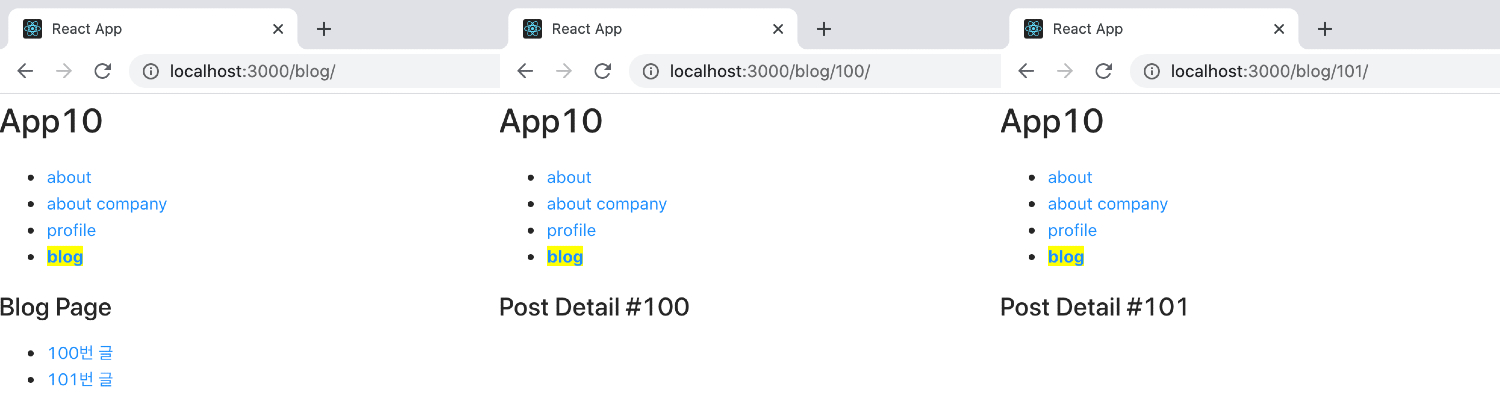 React App
localhost:3000/blog/
App10
about
about company
profile
blog
Blog Page
100번 글
101번 글
React App
localhost:3000/blog/100/
App10
about
about company
profile
blog
Post Detail #100
React App
localhost:3000/blog/101/
App10
about
about company
profile
blog
Post Detail #101